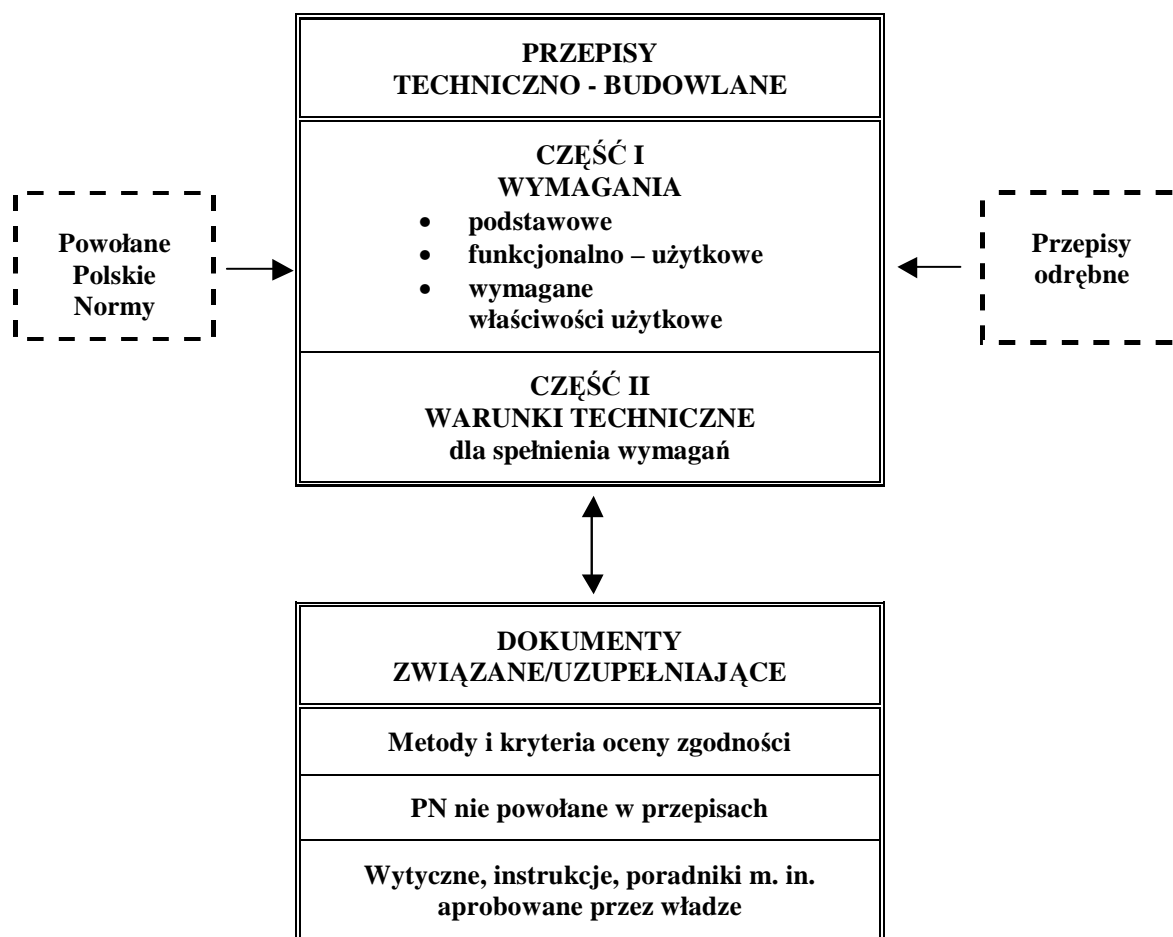 PRZEPISY
TECHNICZNO - BUDOWLANE
CZĘŚĆ I
WYMAGANIA
• podstawowe
• funkcjonalno – użytkowe
• wymagane
właściwości użytkowe
Powołane
Polskie
Normy
Przepisy
odrębne
CZĘŚĆ II
WARUNKI TECHNICZNE
dla spełnienia wymagań
DOKUMENTY
ZWIĄZANE/UZUPEŁNIAJĄCE
Metody i kryteria oceny zgodności
PN nie powołane w przepisach
Wytyczne, instrukcje, poradniki m. in.
aprobowane przez władze